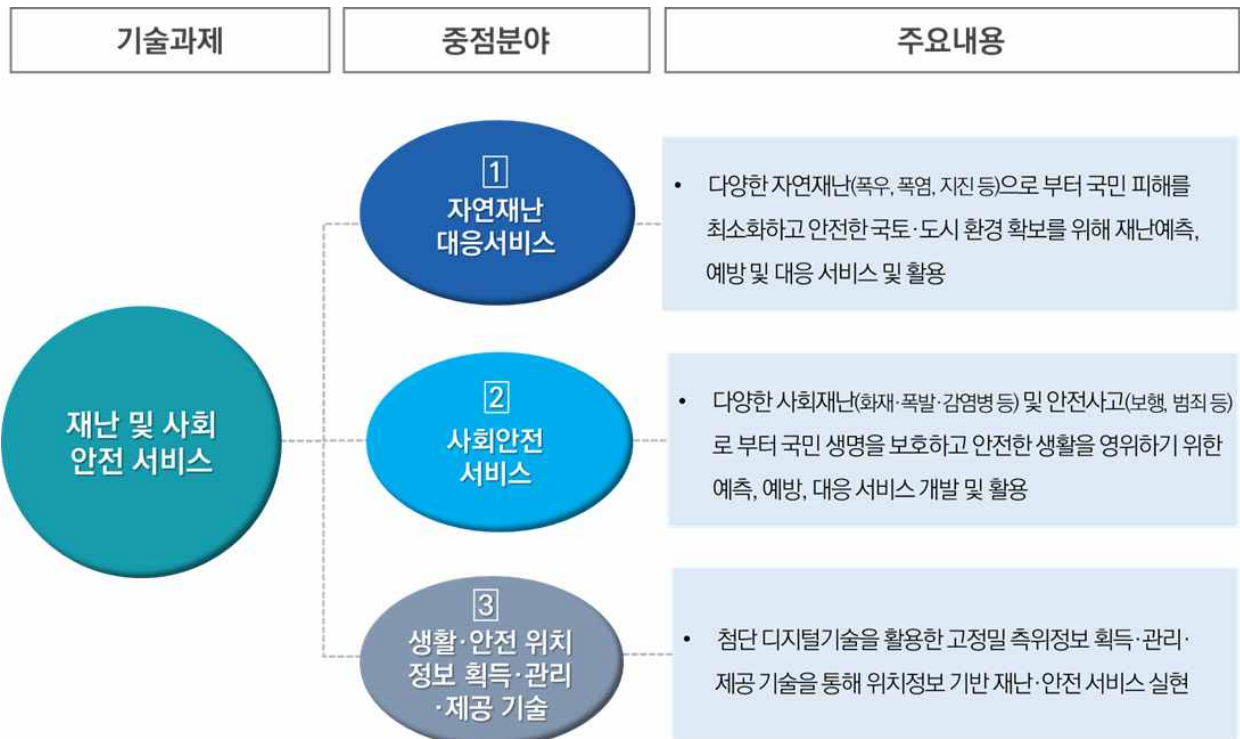 기술과제
중점분야
주요내용
재난 및 사회
안전 서비스
1
자연재난
대응서비스
• 다양한 자연재난(폭우, 폭염, 지진 등)으로 부터 국민 피해를
최소화하고 안전한 국토·도시 환경 확보를 위해 재난예측,
예방 및 대응 서비스 및 활용
2
사회안전
서비스
• 다양한 사회재난(화재·폭발·감염병 등) 및 안전사고(보행, 범죄 등)
로 부터 국민 생명을 보호하고 안전한 생활을 영위하기 위한
예측, 예방, 대응 서비스 개발 및 활용
3
생활·안전 위치
정보 획득·관리
·제공 기술
• 첨단 디지털기술을 활용한 고정밀 측위정보 획득·관리·
제공 기술을 통해 위치정보 기반 재난·안전 서비스 실현